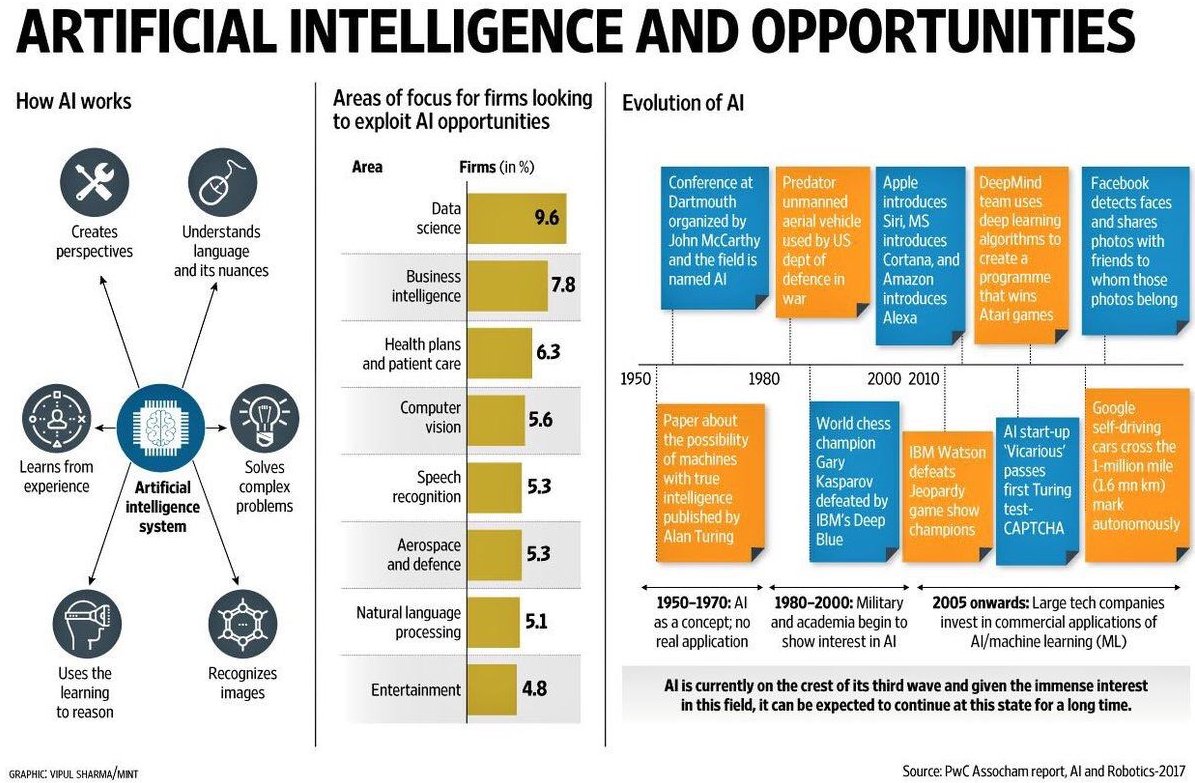 ARTIFICIAL INTELLIGENCE AND OPPORTUNITIES
How AI works
Creates
perspectives
Understands
language
and its nuances
Learns from
experience
Artificial
intelligence
system
Solves
complex
problems
Uses the
learning
to reason
Recognizes
images
Areas of focus for firms looking
to exploit AI opportunities
Area Firms (in %)
Data
science
9.6
Business
intelligence
7.8
Health plans
and patient care
6.3
Computer
vision
5.6
Speech
recognition
5.3
Aerospace
and defence
5.3
Natural language
processing
5.1
Entertainment
4.8
Evolution of AI
Conference at
Dartmouth
organized by
John McCarthy
and the field is
named AI
Predator
unmanned
aerial vehicle
used by US
dept of
defence in
war
Apple
introduces
Siri, MS
introduces
Cortana, and
Amazon
introduces
Alexa
DeepMind
team uses
deep learning
algorithms to
create a
programme
that wins
Atari games
Facebook
detects faces
and shares
photos with
friends to
whom those
photos belong
1950 1980 2000 2010
Paper about
the possibility
of machines
with true
intelligence
published by
Alan Turing
World chess
champion
Gary
Kasparov
defeated by
IBM's Deep
Blue
IBM Watson
defeats
Jeopardy
game show
champions
AI start-up
'Vicarious'
passes
first Turing
test-
CAPTCHA
Google
self-driving
cars cross the
1-million mile
(1.6 mn km)
mark
autonomously
1950–1970: AI
as a concept; no
real application
1980–2000: Military
and academia begin to
show interest in AI
2005 onwards: Large tech companies
invest in commercial applications of
AI/machine learning (ML)
AI is currently on the crest of its third wave and given the immense interest
in this field, it can be expected to continue at this state for a long time.
GRAPHIC: VIPUL SHARMA/MINT
Source: PwC Assocham report, AI and Robotics-2017